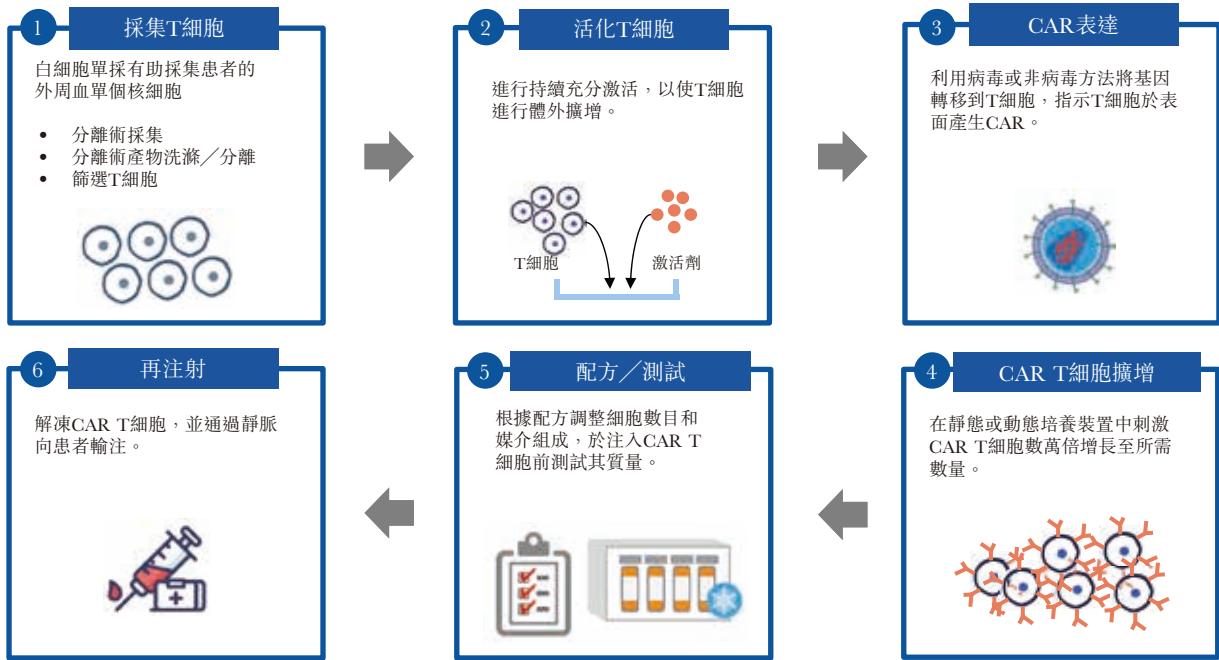 1
採集T細胞
白細胞單採有助採集患者的
外周血單個核細胞
• 分離術採集
• 分離術產物洗滌／分離
• 篩選T細胞
2
活化T細胞
進行持續充分激活，以使T細胞
進行體外擴增。
T細胞
激活劑
3
CAR表達
利用病毒或非病毒方法將基因
轉移到T細胞，指示T細胞於表
面產生CAR。
4
CAR T細胞擴增
在靜態或動態培養裝置中刺激
CAR T細胞數萬倍增長至所需
數量。
5
配方／測試
根據配方調整細胞數目和
媒介組成，於注入CAR T
細胞前測試其質量。
6
再注射
解凍CAR T細胞，並通過靜脈
向患者輸注。